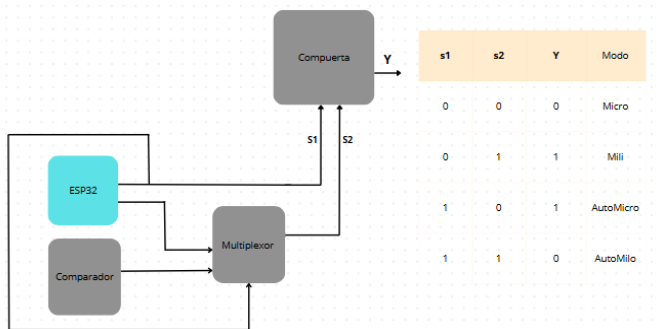 Compuerta
Y
S1
S2
ESP32
Multiplexor
Comparador
s1 s2 Y Modo
0 0 0 Micro
0 1 1 Mili
1 0 1 AutoMicro
1 1 0 AutoMilo